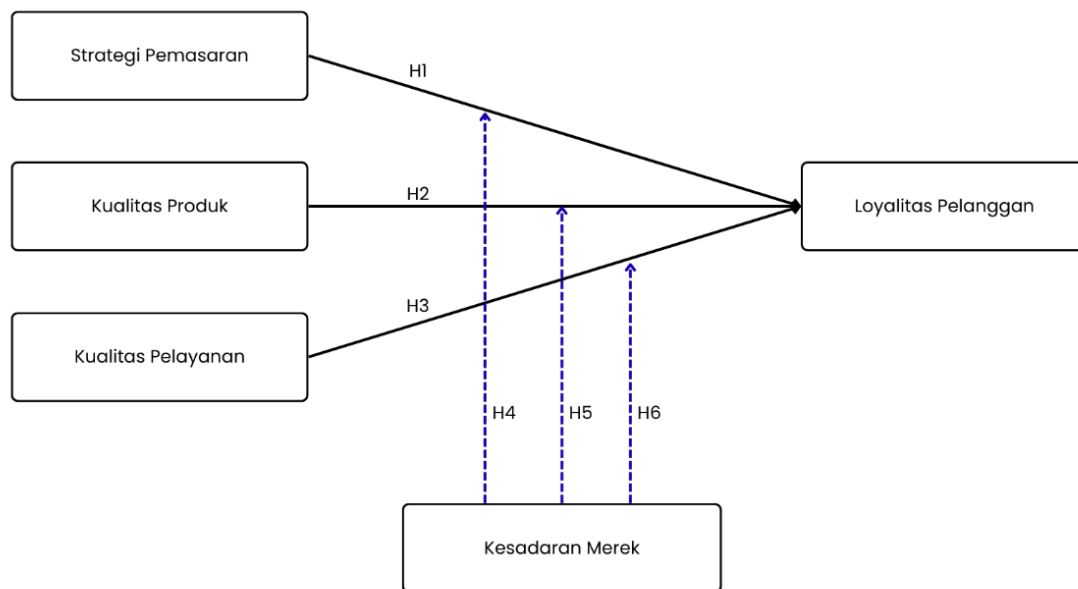 Strategi Pemasaran
H1
Kualitas Produk
H2
Loyalitas Pelanggan
H3
Kualitas Pelayanan
H4
H5
H6
Kesadaran Merek